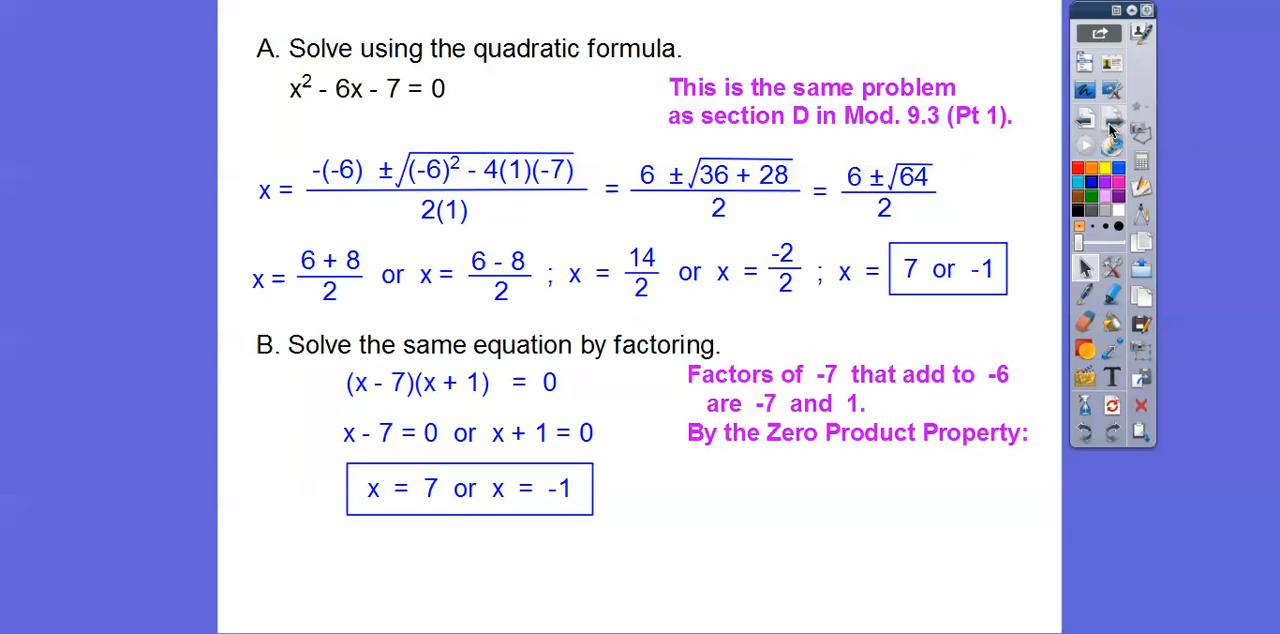 A. Solve using the quadratic formula.
x² - 6x - 7 = 0
This is the same problem
as section D in Mod. 9.3 (Pt 1).
x = (-(-6) ±√((-6)² - 4(1)(-7)))/(2(1)) = (6 ±√(36 + 28))/2 = (6 ±√64)/2
x = (6 + 8)/2 or x = (6 - 8)/2 ; x = 14/2 or x = -2/2 ; x = 7 or -1
B. Solve the same equation by factoring.
(x - 7)(x + 1) = 0
Factors of -7 that add to -6
are -7 and 1.
x - 7 = 0 or x + 1 = 0
By the Zero Product Property:
x = 7 or x = -1